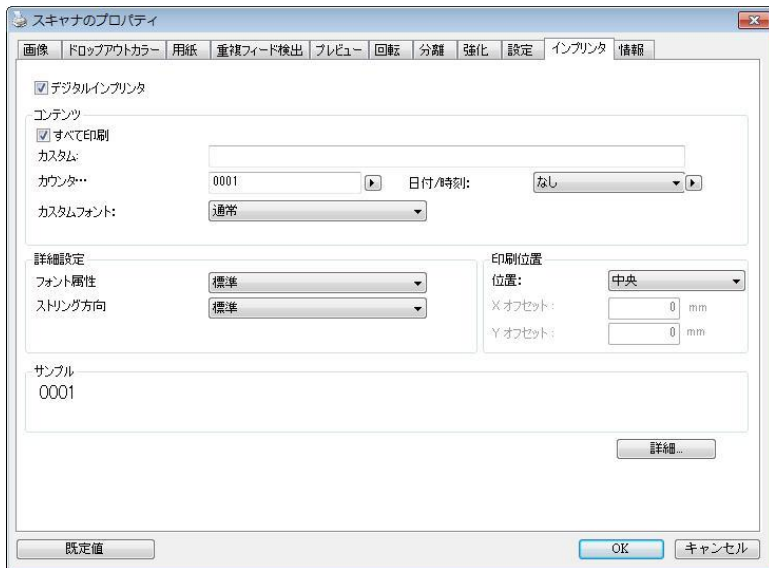 スキャナのプロパティ
画像 ドロップアウトカラー 用紙 重複フィード検出 プレビュー 回転 分離 強化 設定 インプリンタ 情報
デジタルインプリンタ
コンテンツ
すべて印刷
カスタム:
カウンタ… 0001 日付/時刻: なし
カスタムフォント: 通常
詳細設定 印刷位置
フォント属性 標準 位置: 中央
ストリング方向 標準 X オフセット: 0 mm
Y オフセット: 0 mm
サンプル
0001
詳細...
既定値 OK キャンセル